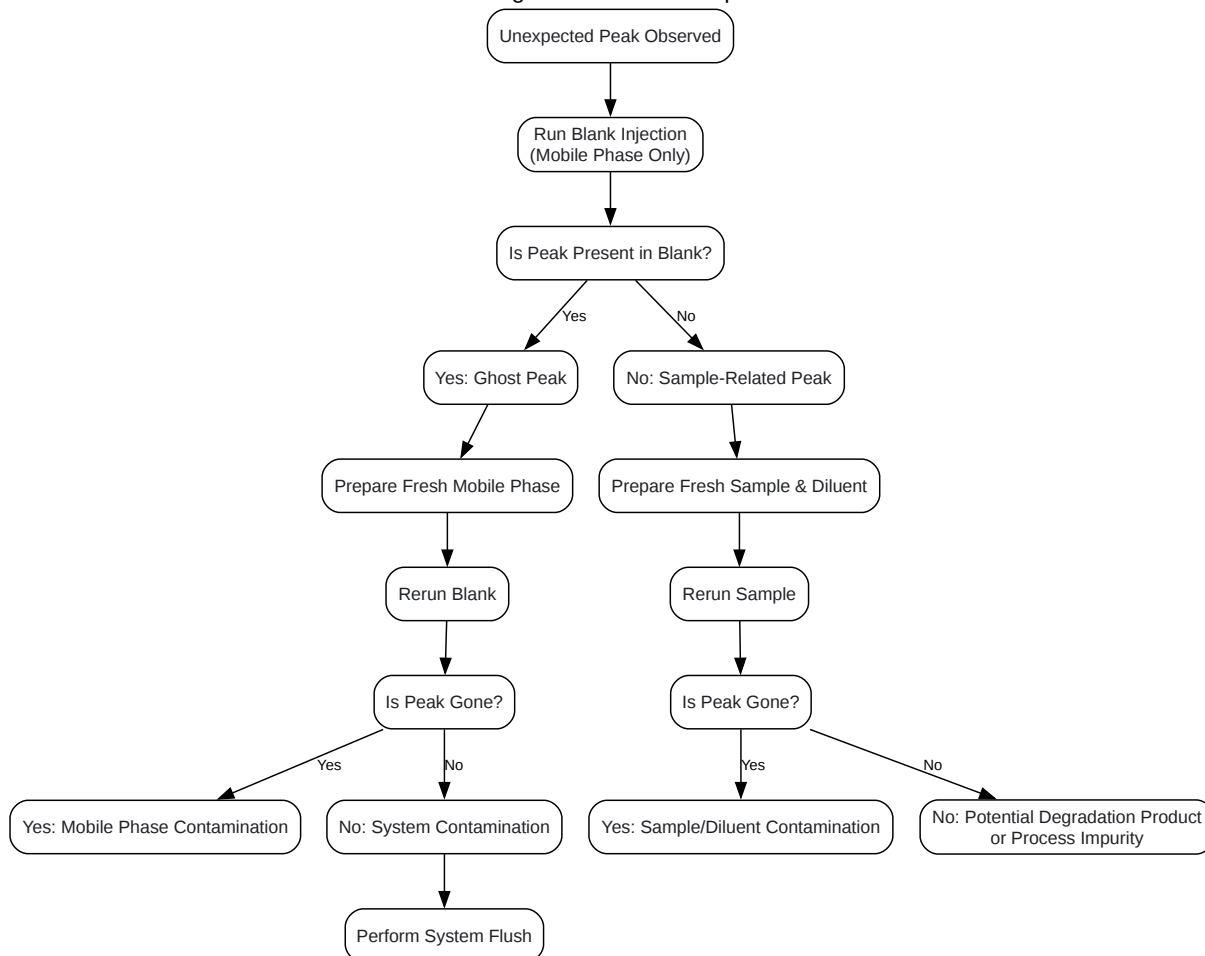 Unexpected Peak Observed
Run Blank Injection
(Mobile Phase Only)
Is Peak Present in Blank?
Yes
No
Yes: Ghost Peak
No: Sample-Related Peak
Prepare Fresh Mobile Phase
Prepare Fresh Sample & Diluent
Rerun Blank
Rerun Sample
Is Peak Gone?
Is Peak Gone?
Yes
No
Yes
No
Yes: Mobile Phase Contamination
No: System Contamination
Yes: Sample/Diluent Contamination
No: Potential Degradation Product
or Process Impurity
Perform System Flush